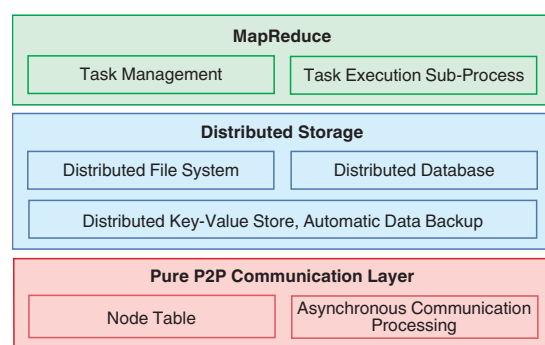 MapReduce
Task Management
Task Execution Sub-Process
Distributed Storage
Distributed File System
Distributed Database
Distributed Key-Value Store, Automatic Data Backup
Pure P2P Communication Layer
Node Table
Asynchronous Communication
Processing